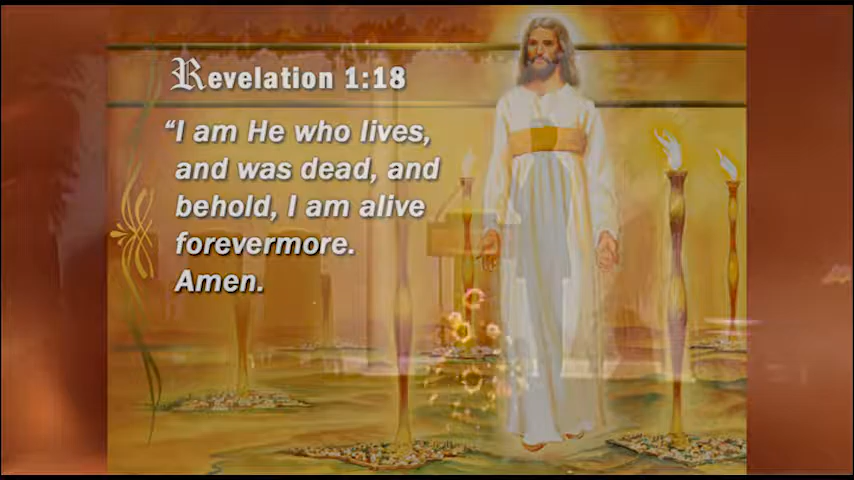 Revelation 1:18
“I am He who lives,
and was dead, and
behold, I am alive
forevermore.
Amen.